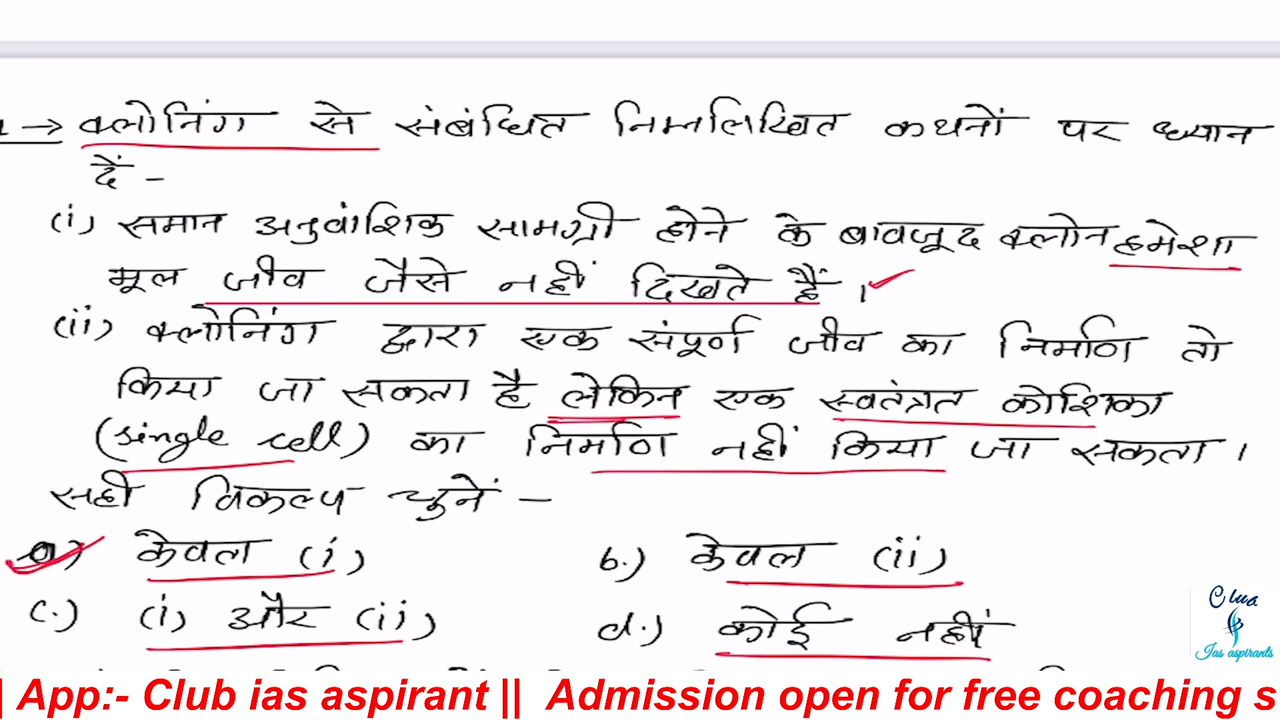 → क्लोनिंग से संबंधित निम्नलिखित कथनों पर ध्यान
दें -
(i) समान अनुवांशिक सामग्री होने के बावजूद क्लोन हमेशा
मूल जीव जैसे नहीं दिखते हैं।
(ii) क्लोनिंग द्वारा एक संपूर्ण जीव का निर्माण तो
किया जा सकता है लेकिन एक स्वतंत्रत कोशिका
(single cell) का निर्माण नहीं किया जा सकता।
सही विकल्प चुनें -
a) केवल (i)
b.) केवल (ii)
c.) (i) और (ii)
d.) कोई नहीं
Club
Ias aspirants
|| App:- Club ias aspirant || Admission open for free coaching s